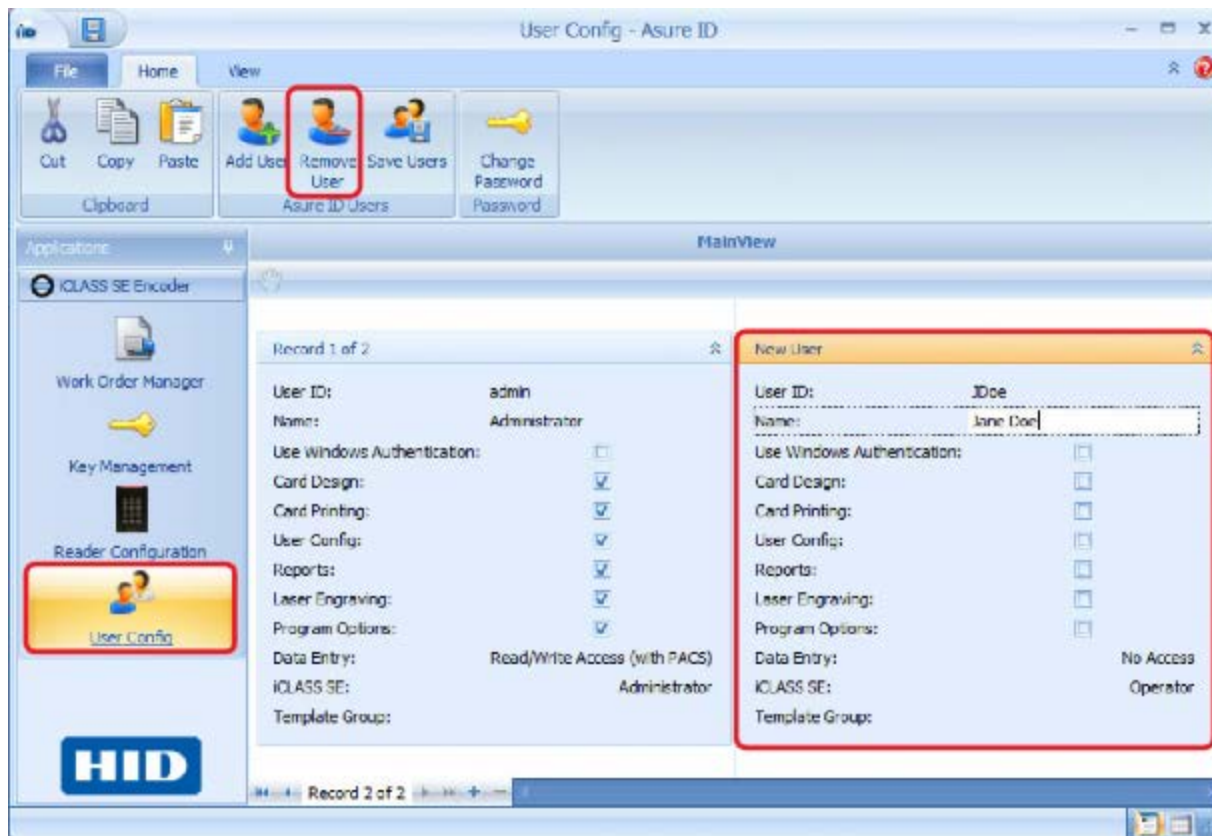 User Config - Asure ID
File Home View
Cut Copy Paste Add User Remove User Save Users Change Password
Clipboard Asure ID Users Password
Applications
MainView
iCLASS SE Encoder
Work Order Manager
Key Management
Reader Configuration
User Config
HID
Record 1 of 2
User ID: admin
Name: Administrator
Use Windows Authentication:
Card Design:
Card Printing:
User Config:
Reports:
Laser Engraving:
Program Options:
Data Entry: Read/Write Access (with PACS)
iCLASS SE: Administrator
Template Group:
New User
User ID: JDoe
Name: Jane Doe
Use Windows Authentication:
Card Design:
Card Printing:
User Config:
Reports:
Laser Engraving:
Program Options:
Data Entry: No Access
iCLASS SE: Operator
Template Group:
Record 2 of 2